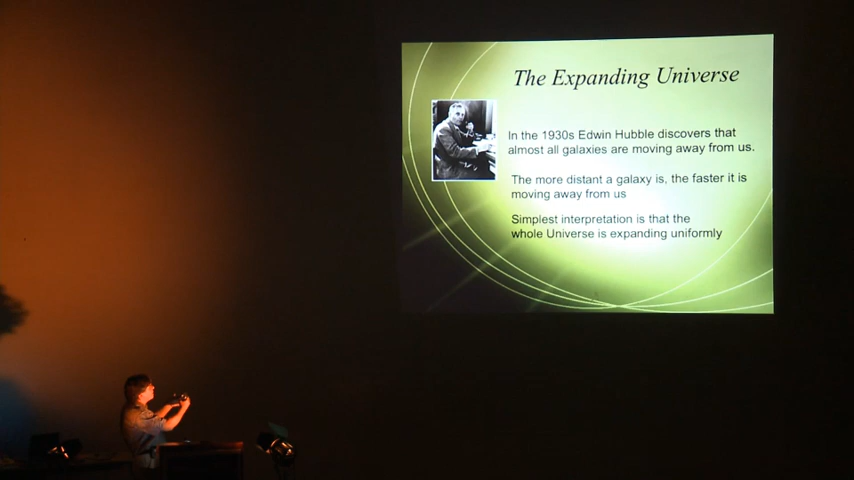 The Expanding Universe
In the 1930s Edwin Hubble discovers that
almost all galaxies are moving away from us.
The more distant a galaxy is, the faster it is
moving away from us
Simplest interpretation is that the
whole Universe is expanding uniformly